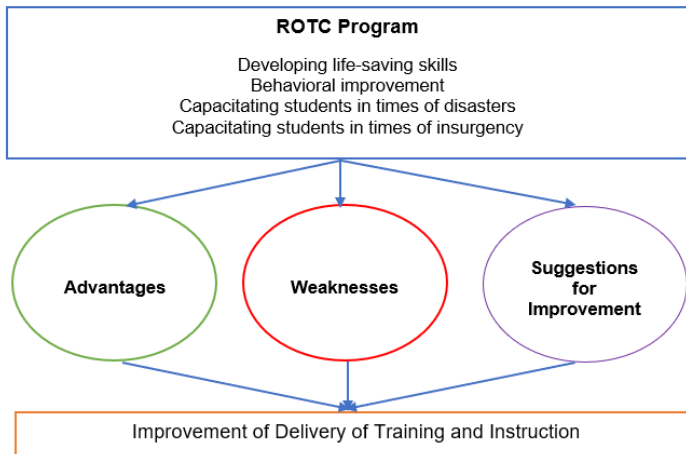 ROTC Program
Developing life-saving skills
Behavioral improvement
Capacitating students in times of disasters
Capacitating students in times of insurgency
Advantages
Weaknesses
Suggestions
for
Improvement
Improvement of Delivery of Training and Instruction